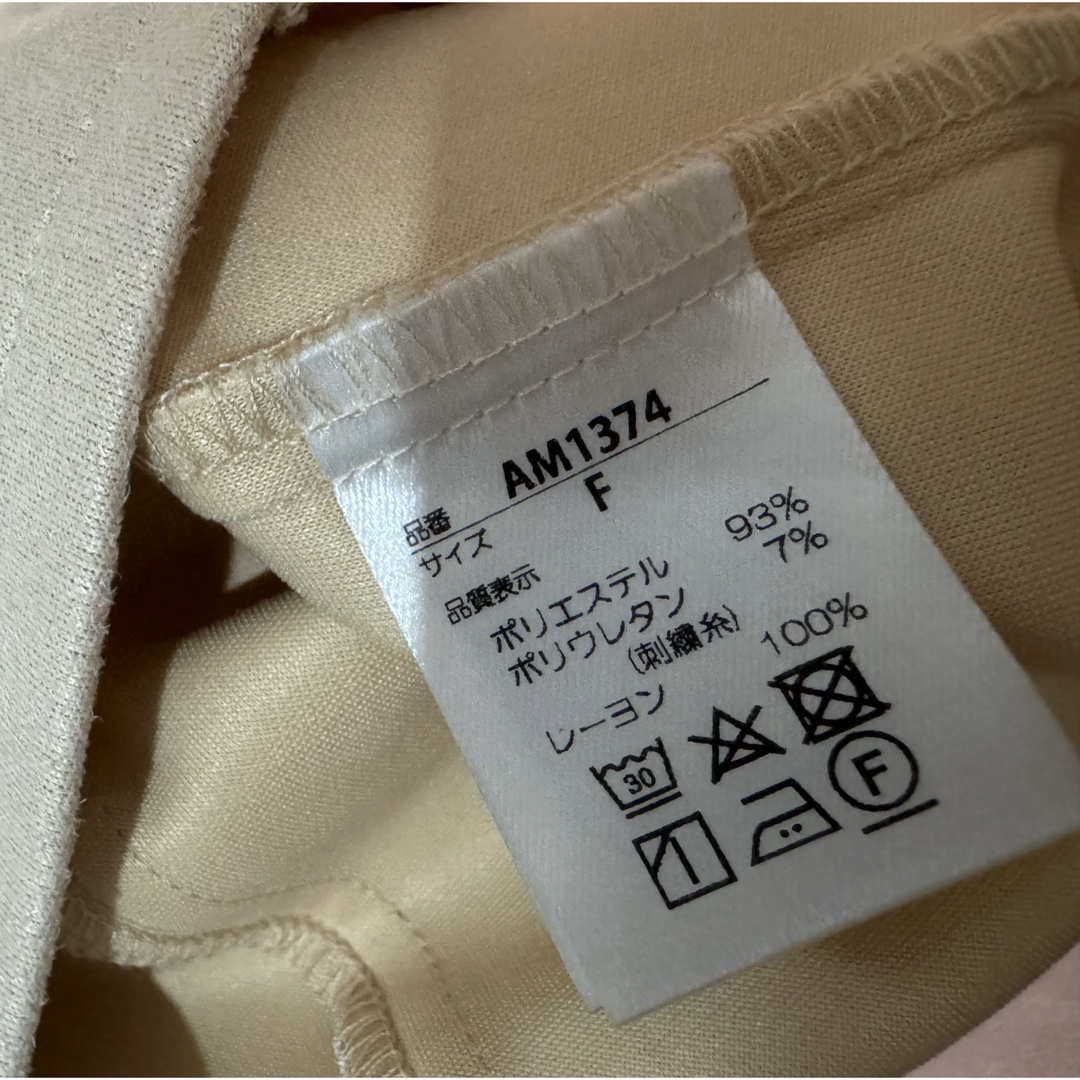 品番 AM1374
サイズ F
品質表示
ポリエステル 93%
ポリウレタン 7%
(刺繍糸)
レーヨン 100%
30
F